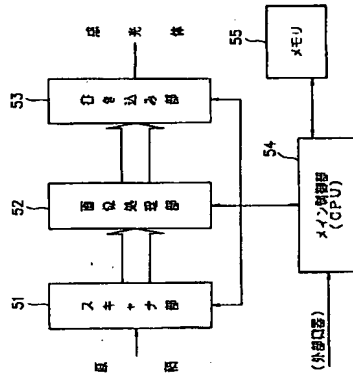 原稿
51
スキャナ部
52
画像処理部
53
書き込み部
感光体
54
メイン制御部
(CPU)
55
メモリ
(外部機器)